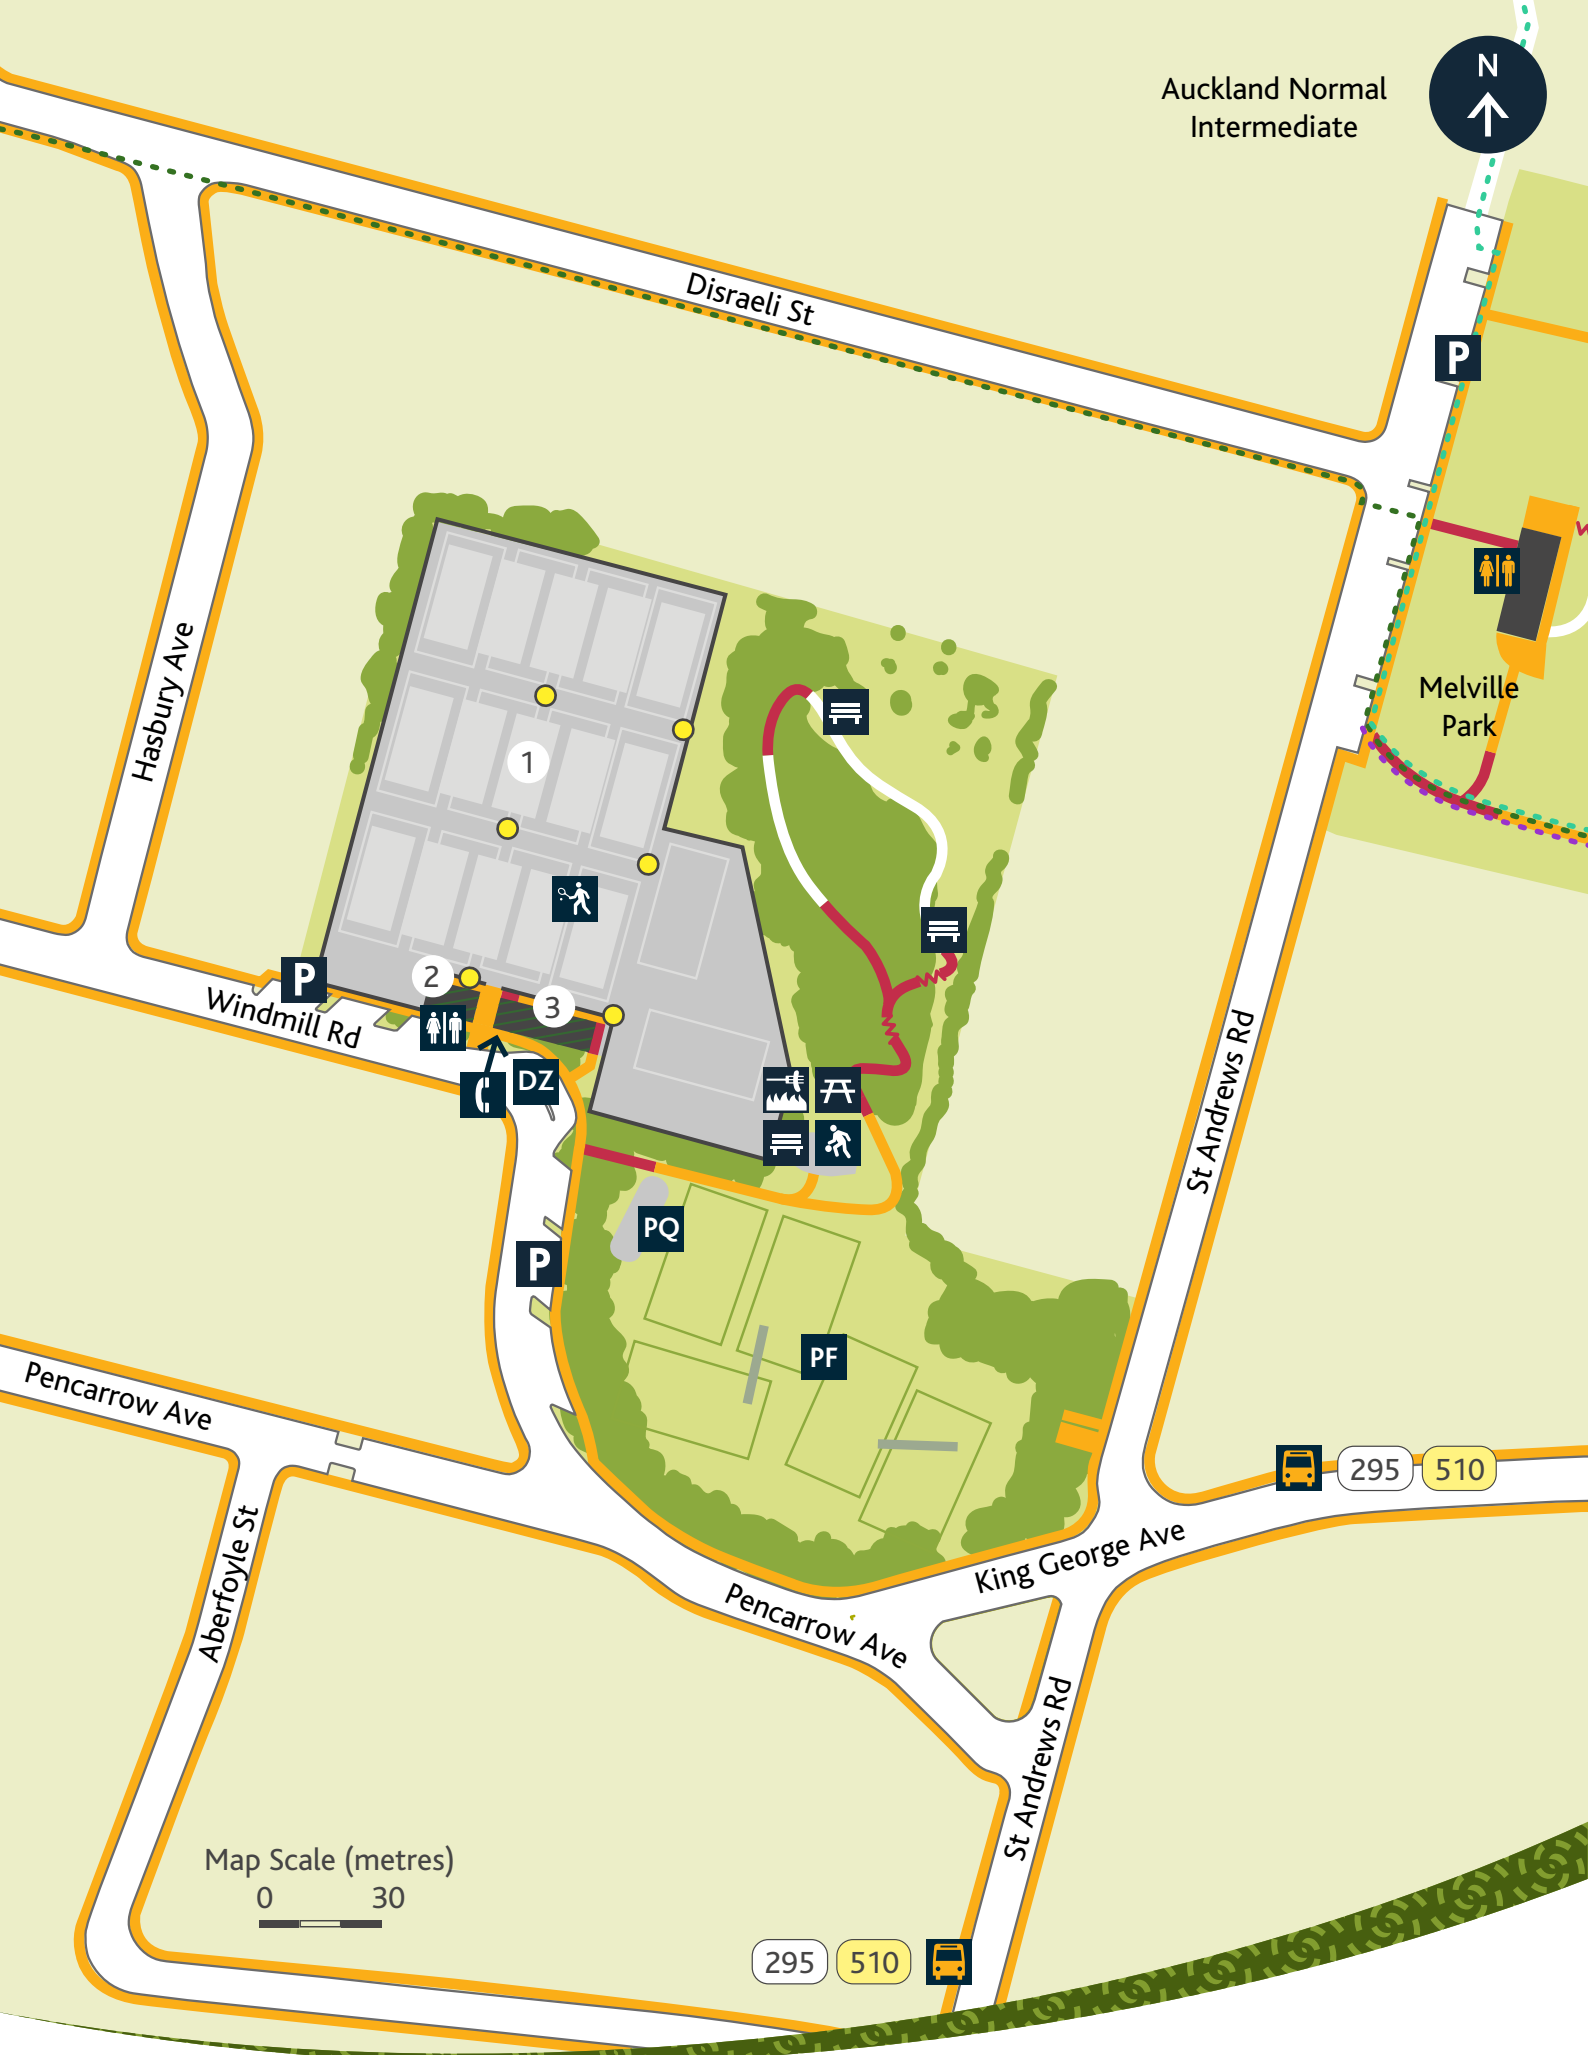 N
Auckland Normal
Intermediate
Disraeli St
P
Hasbury Ave
Melville
Park
1
2
P
3
Windmill Rd
DZ
St Andrews Rd
PQ
P
PF
Pencarrow Ave
295
510
King George Ave
Aberfoyle St
Pencarrow Ave
St Andrews Rd
Map Scale (metres)
0 30
295
510